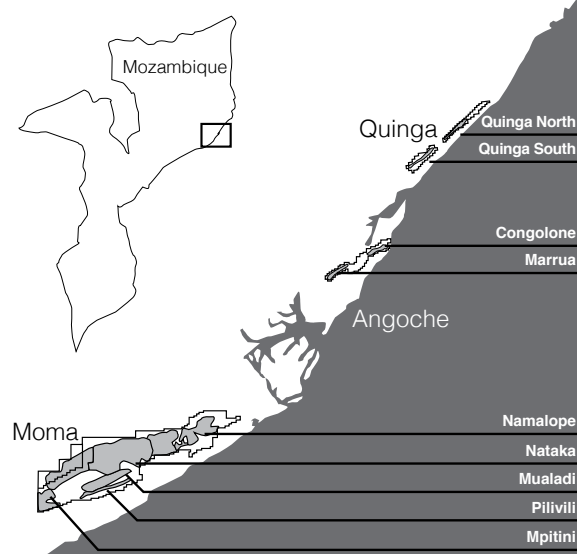 Mozambique
Quinga
Quinga North
Quinga South
Congolone
Marrua
Angoche
Moma
Namalope
Nataka
Mualadi
Pilivili
Mpitini